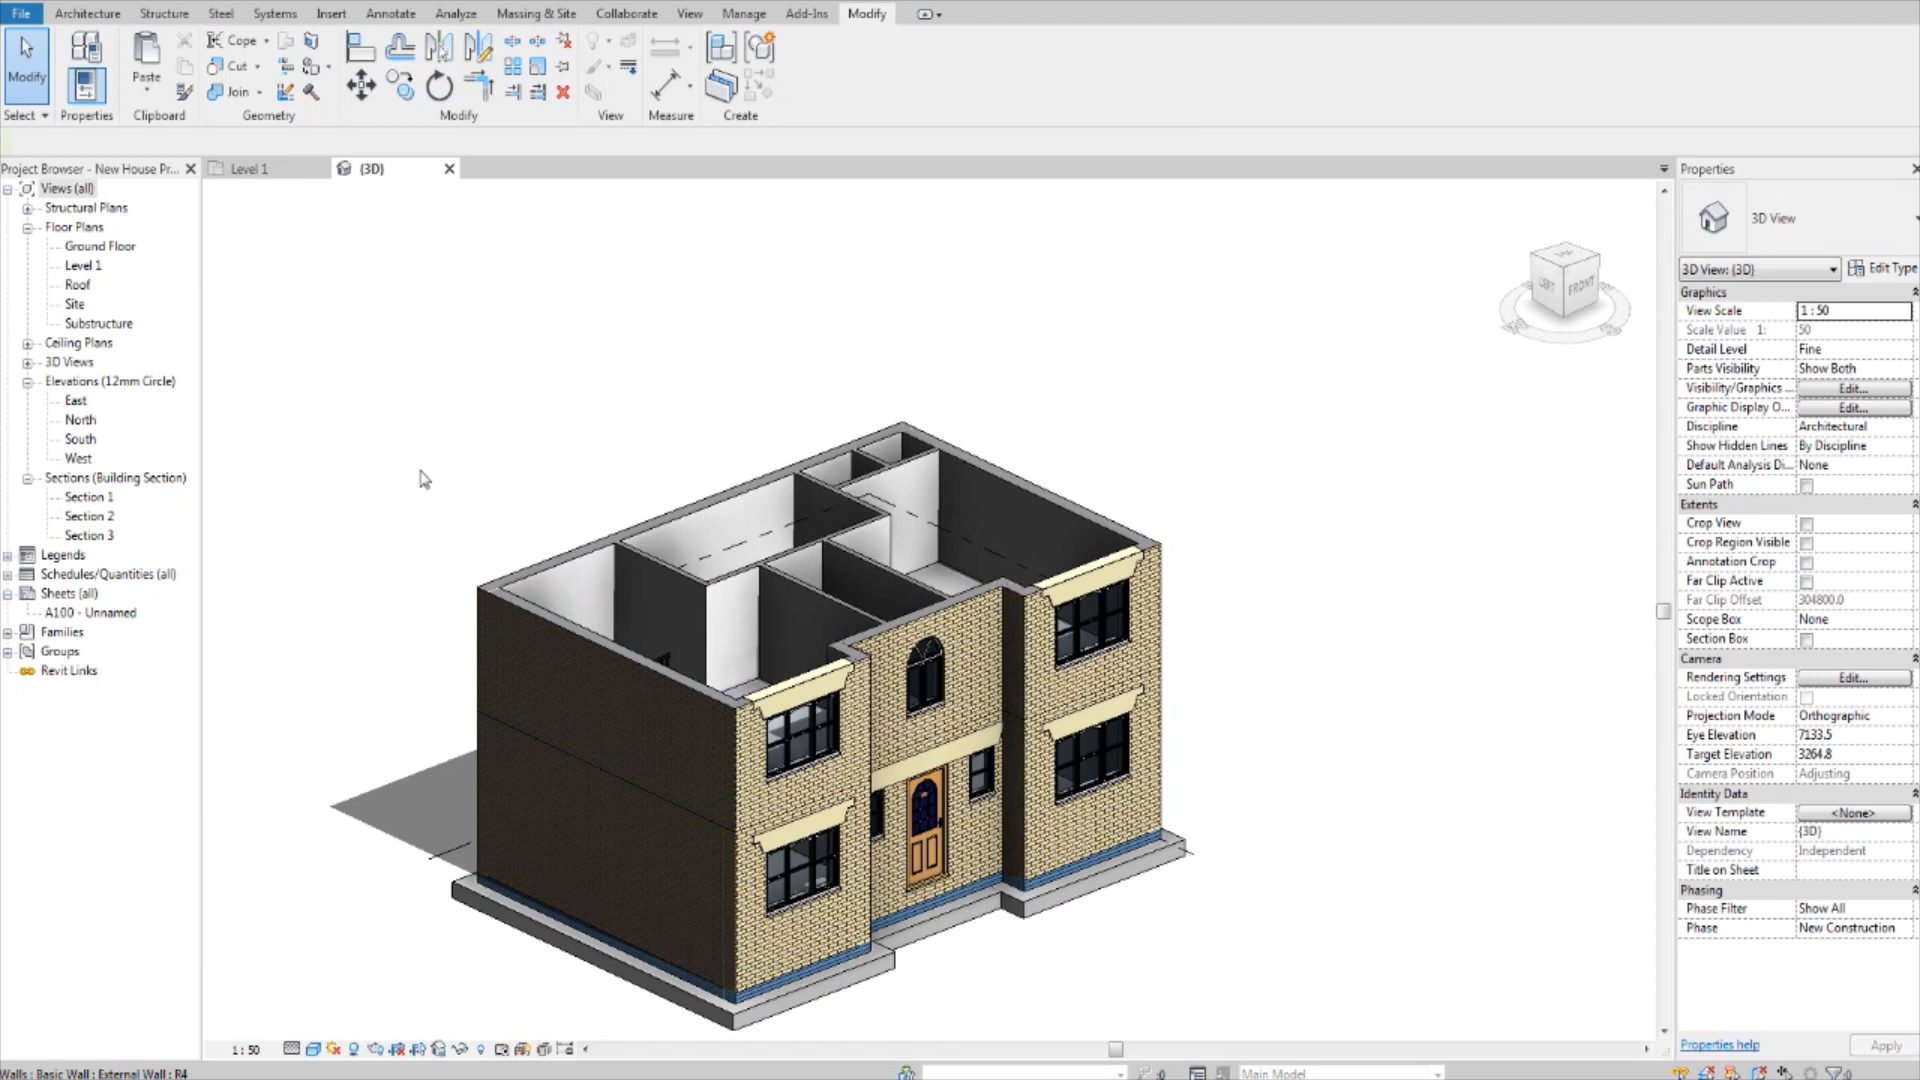 File Architecture Structure Steel Systems Insert Annotate Analyze Massing & Site Collaborate View Manage Add-Ins Modify
Modify
Paste
Cope
Cut
Join
Select Properties Clipboard Geometry Modify View Measure Create
Project Browser - New House Pr...
Views (all)
Structural Plans
Floor Plans
Ground Floor
Level 1
Roof
Site
Substructure
Ceiling Plans
3D Views
Elevations (12mm Circle)
East
North
South
West
Sections (Building Section)
Section 1
Section 2
Section 3
Legends
Schedules/Quantities (all)
Sheets (all)
A100 - Unnamed
Families
Groups
Revit Links
Level 1 {3D}
TOP
LEFT FRONT
1 : 50
Properties
3D View
3D View: {3D} Edit Type
Graphics
View Scale 1 : 50
Scale Value 1: 50
Detail Level Fine
Parts Visibility Show Both
Visibility/Graphics ... Edit...
Graphic Display O... Edit...
Discipline Architectural
Show Hidden Lines By Discipline
Default Analysis Di... None
Sun Path
Extents
Crop View
Crop Region Visible
Annotation Crop
Far Clip Active
Far Clip Offset 304800.0
Scope Box None
Section Box
Camera
Rendering Settings Edit...
Locked Orientation
Projection Mode Orthographic
Eye Elevation 7133.5
Target Elevation 3264.8
Camera Position Adjusting
Identity Data
View Template <None>
View Name {3D}
Dependency Independent
Title on Sheet
Phasing
Phase Filter Show All
Phase New Construction
Properties help Apply
Walls : Basic Wall : External Wall : R4 :0 Main Model :0